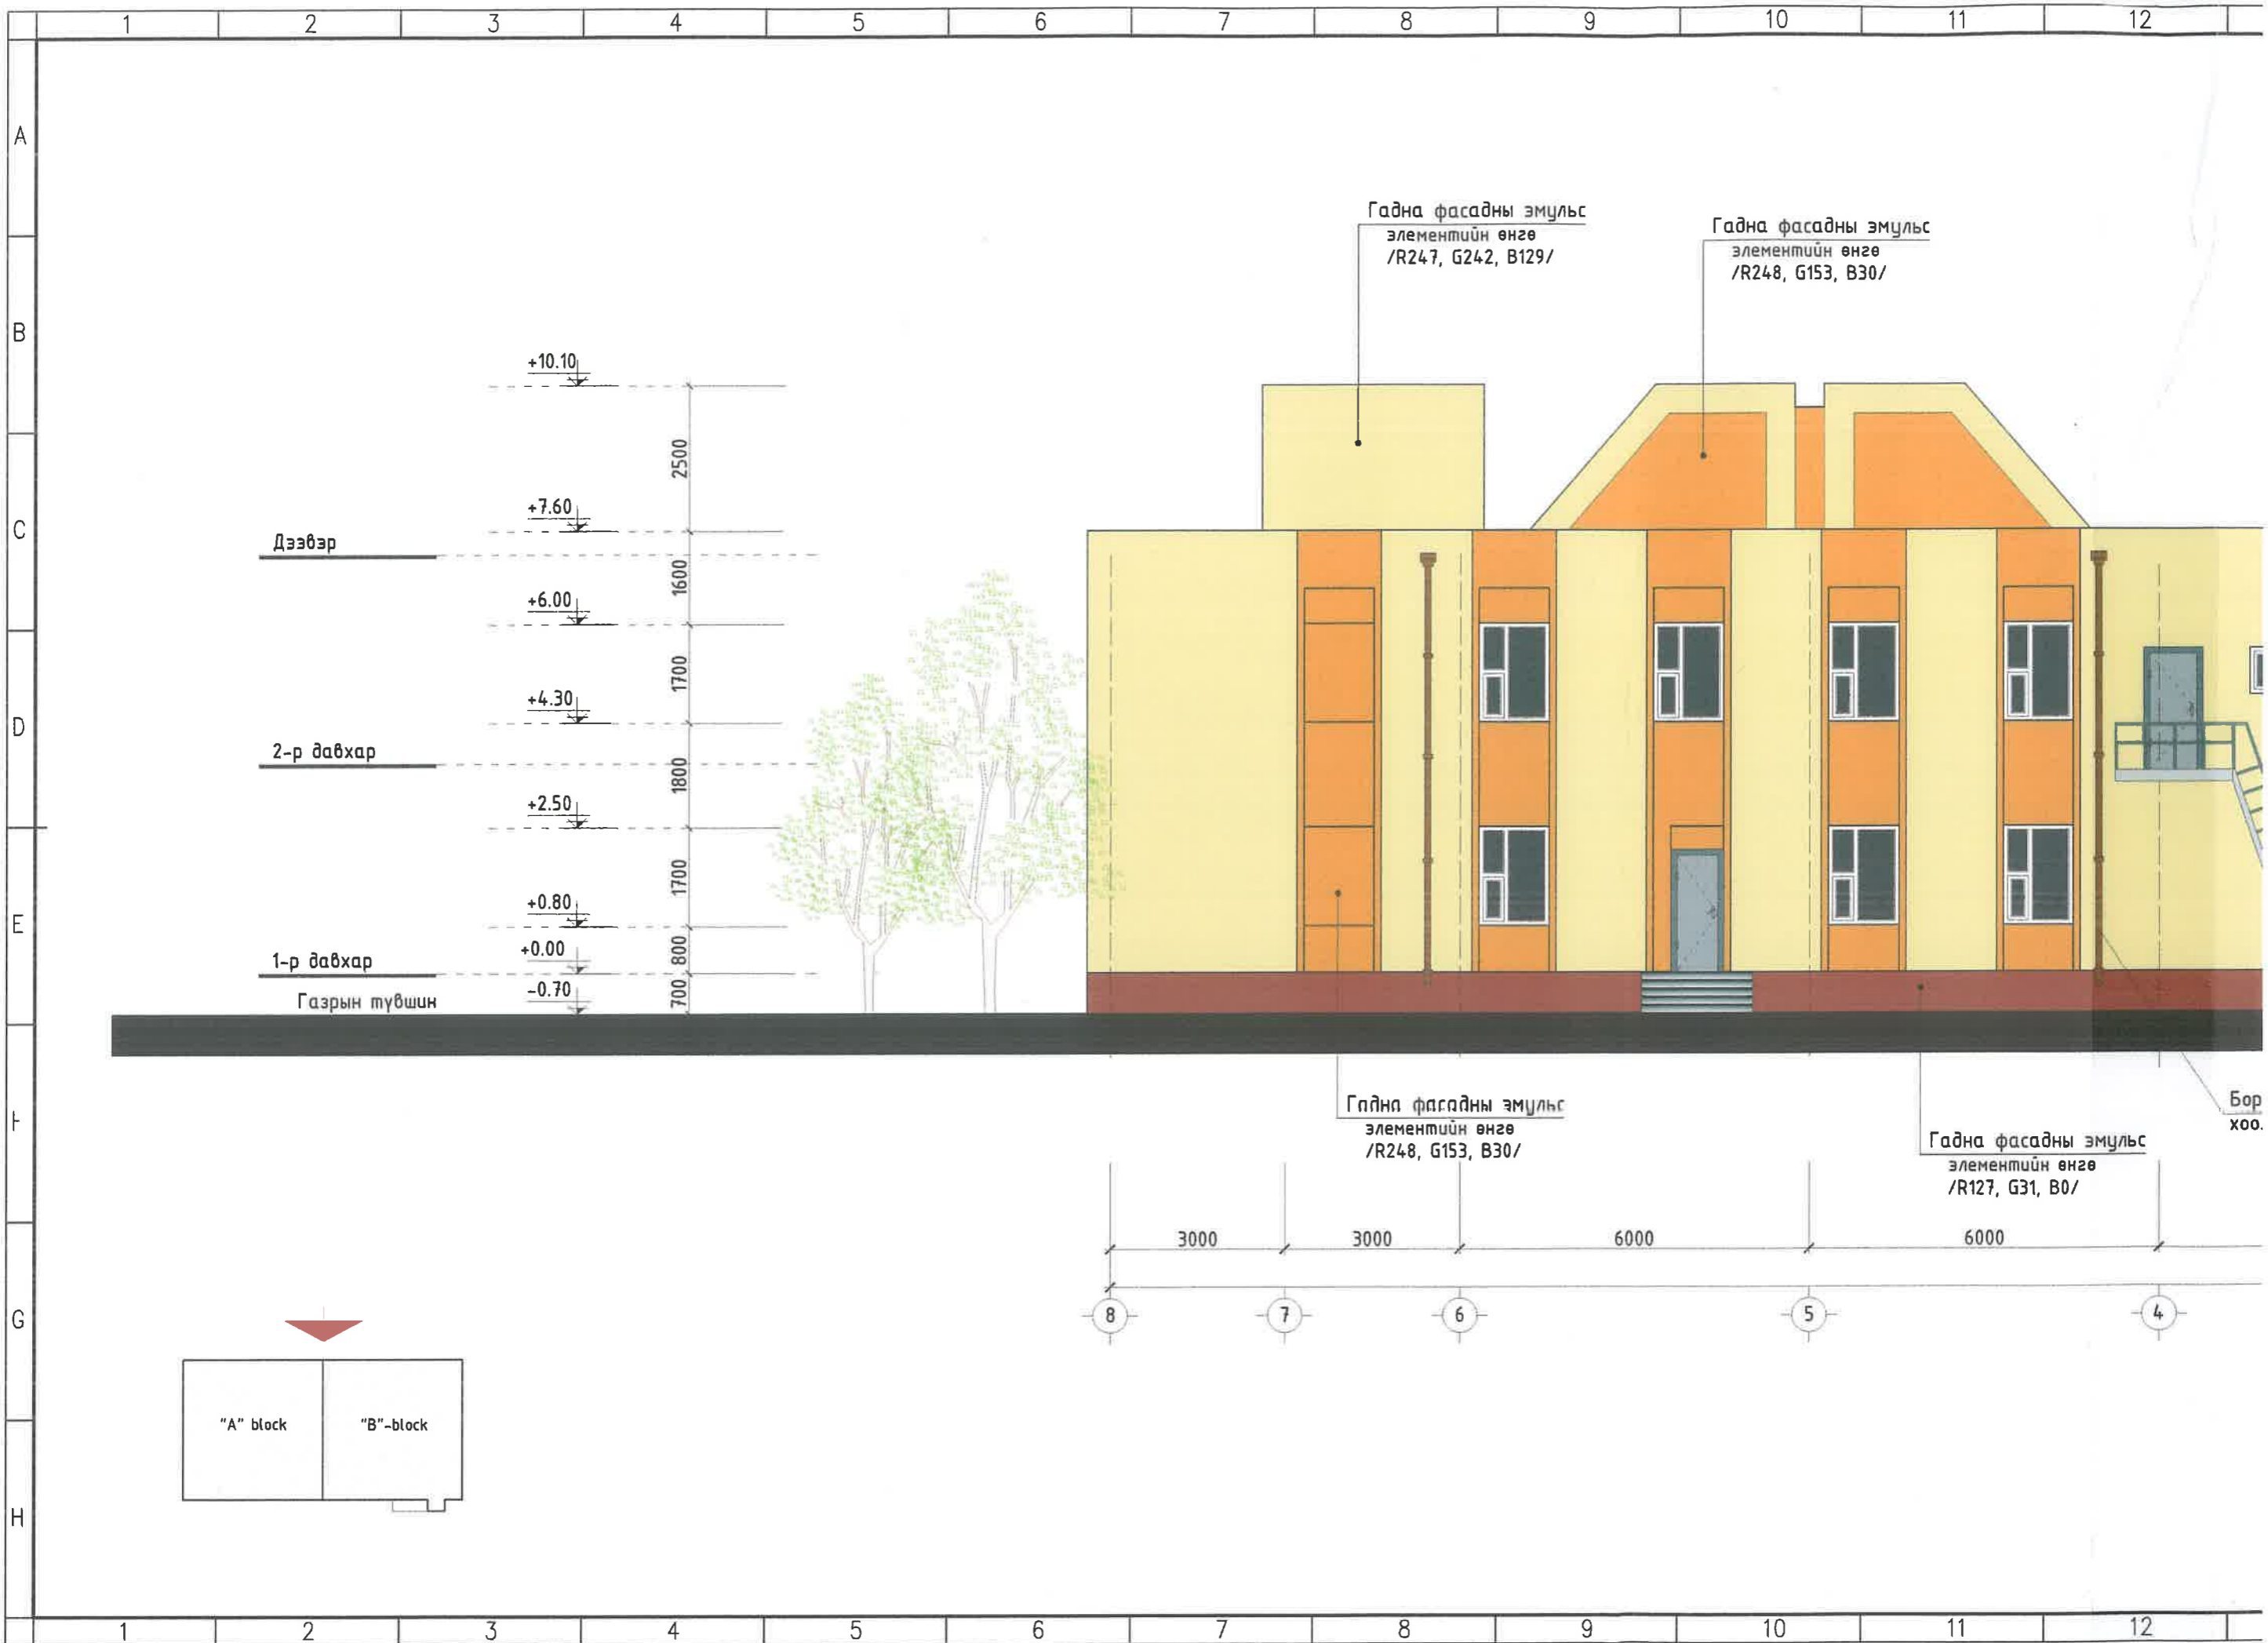 1 2 3 4 5 6 7 8 9 10 11 12
A
B
C
D
E
F
G
H
Гадна фасадны эмульс
элементийн өнгө
/R247, G242, B129/
Гадна фасадны эмульс
элементийн өнгө
/R248, G153, B30/
+10.10
2500
+7.60
Дээвэр
1600
+6.00
1700
+4.30
2-р давхар
1800
+2.50
1700
+0.80
800
+0.00
1-р давхар
-0.70
700
Газрын түвшин
Гадна фасадны эмульс
элементийн өнгө
/R248, G153, B30/
Гадна фасадны эмульс
элементийн өнгө
/R127, G31, B0/
Бор
хоо.
3000 3000 6000 6000
8 7 6 5 4
"A" block
"B"-block
1 2 3 4 5 6 7 8 9 10 11 12